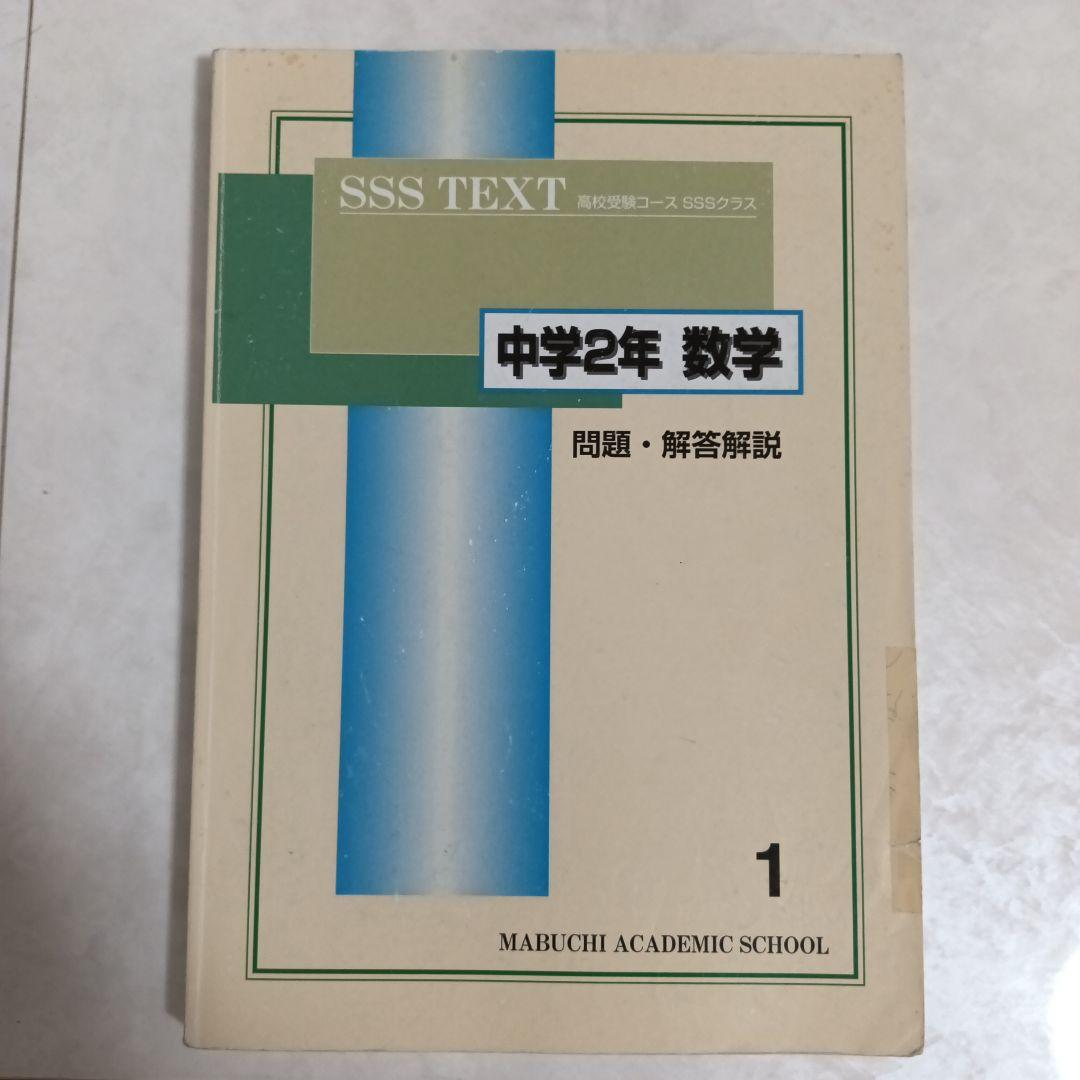 SSS TEXT 高校受験コース SSSクラス
中学2年 数学
問題・解答解説
1
MABUCHI ACADEMIC SCHOOL